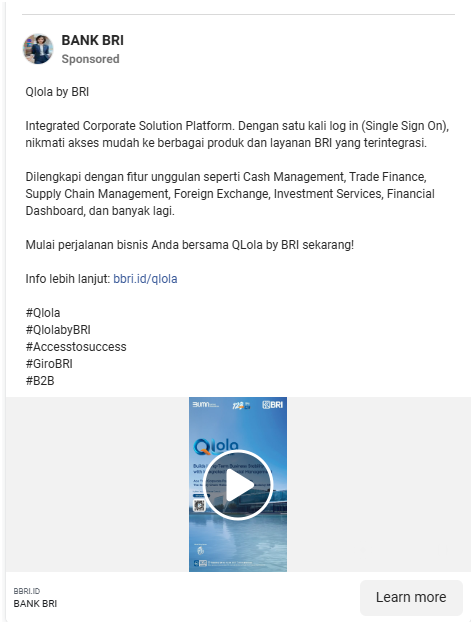 BANK BRI
Sponsored
Qlola by BRI
Integrated Corporate Solution Platform. Dengan satu kali log in (Single Sign On),
nikmati akses mudah ke berbagai produk dan layanan BRI yang terintegrasi.
Dilengkapi dengan fitur unggulan seperti Cash Management, Trade Finance,
Supply Chain Management, Foreign Exchange, Investment Services, Financial
Dashboard, dan banyak lagi.
Mulai perjalanan bisnis Anda bersama QLola by BRI sekarang!
Info lebih lanjut: bbri.id/qlola
#Qlola
#QlolabyBRI
#Accesstosuccess
#GiroBRI
#B2B
BUMN
BRI
Qlola
BBRI.ID
BANK BRI
Learn more